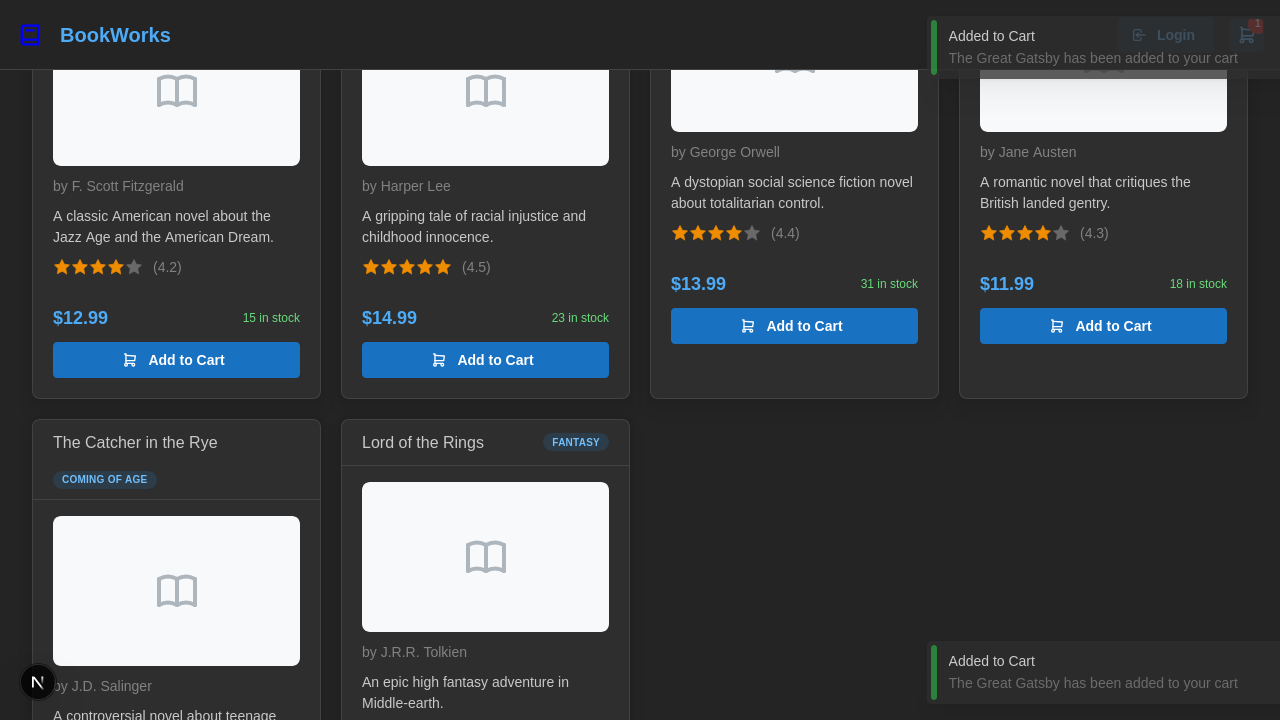 BookWorks
Login
1
Added to Cart
The Great Gatsby has been added to your cart
by F. Scott Fitzgerald
A classic American novel about the
Jazz Age and the American Dream.
(4.2)
$12.99
15 in stock
Add to Cart
by Harper Lee
A gripping tale of racial injustice and
childhood innocence.
(4.5)
$14.99
23 in stock
Add to Cart
by George Orwell
A dystopian social science fiction novel
about totalitarian control.
(4.4)
$13.99
31 in stock
Add to Cart
by Jane Austen
A romantic novel that critiques the
British landed gentry.
(4.3)
$11.99
18 in stock
Add to Cart
The Catcher in the Rye
COMING OF AGE
by J.D. Salinger
A controversial novel about teenage
Lord of the Rings
FANTASY
by J.R.R. Tolkien
An epic high fantasy adventure in
Middle-earth.
Added to Cart
The Great Gatsby has been added to your cart